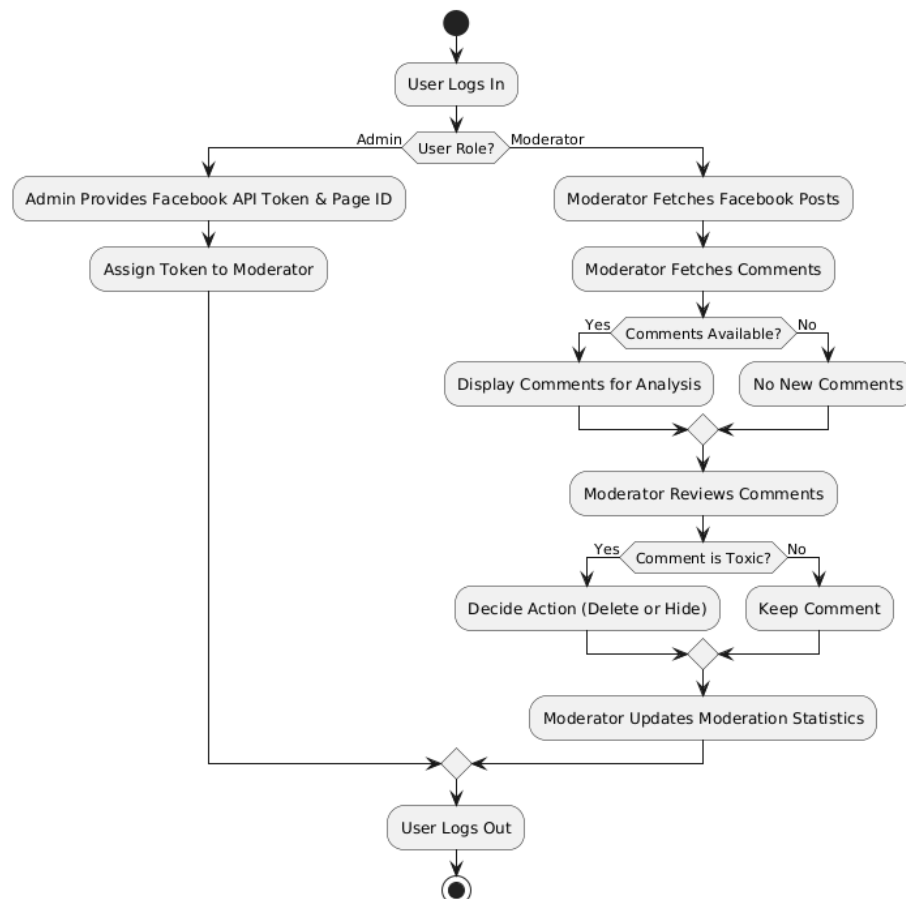 User Logs In
Admin
User Role?
Moderator
Admin Provides Facebook API Token & Page ID
Moderator Fetches Facebook Posts
Assign Token to Moderator
Moderator Fetches Comments
Yes
Comments Available?
No
Display Comments for Analysis
No New Comments
Moderator Reviews Comments
Yes
Comment is Toxic?
No
Decide Action (Delete or Hide)
Keep Comment
Moderator Updates Moderation Statistics
User Logs Out